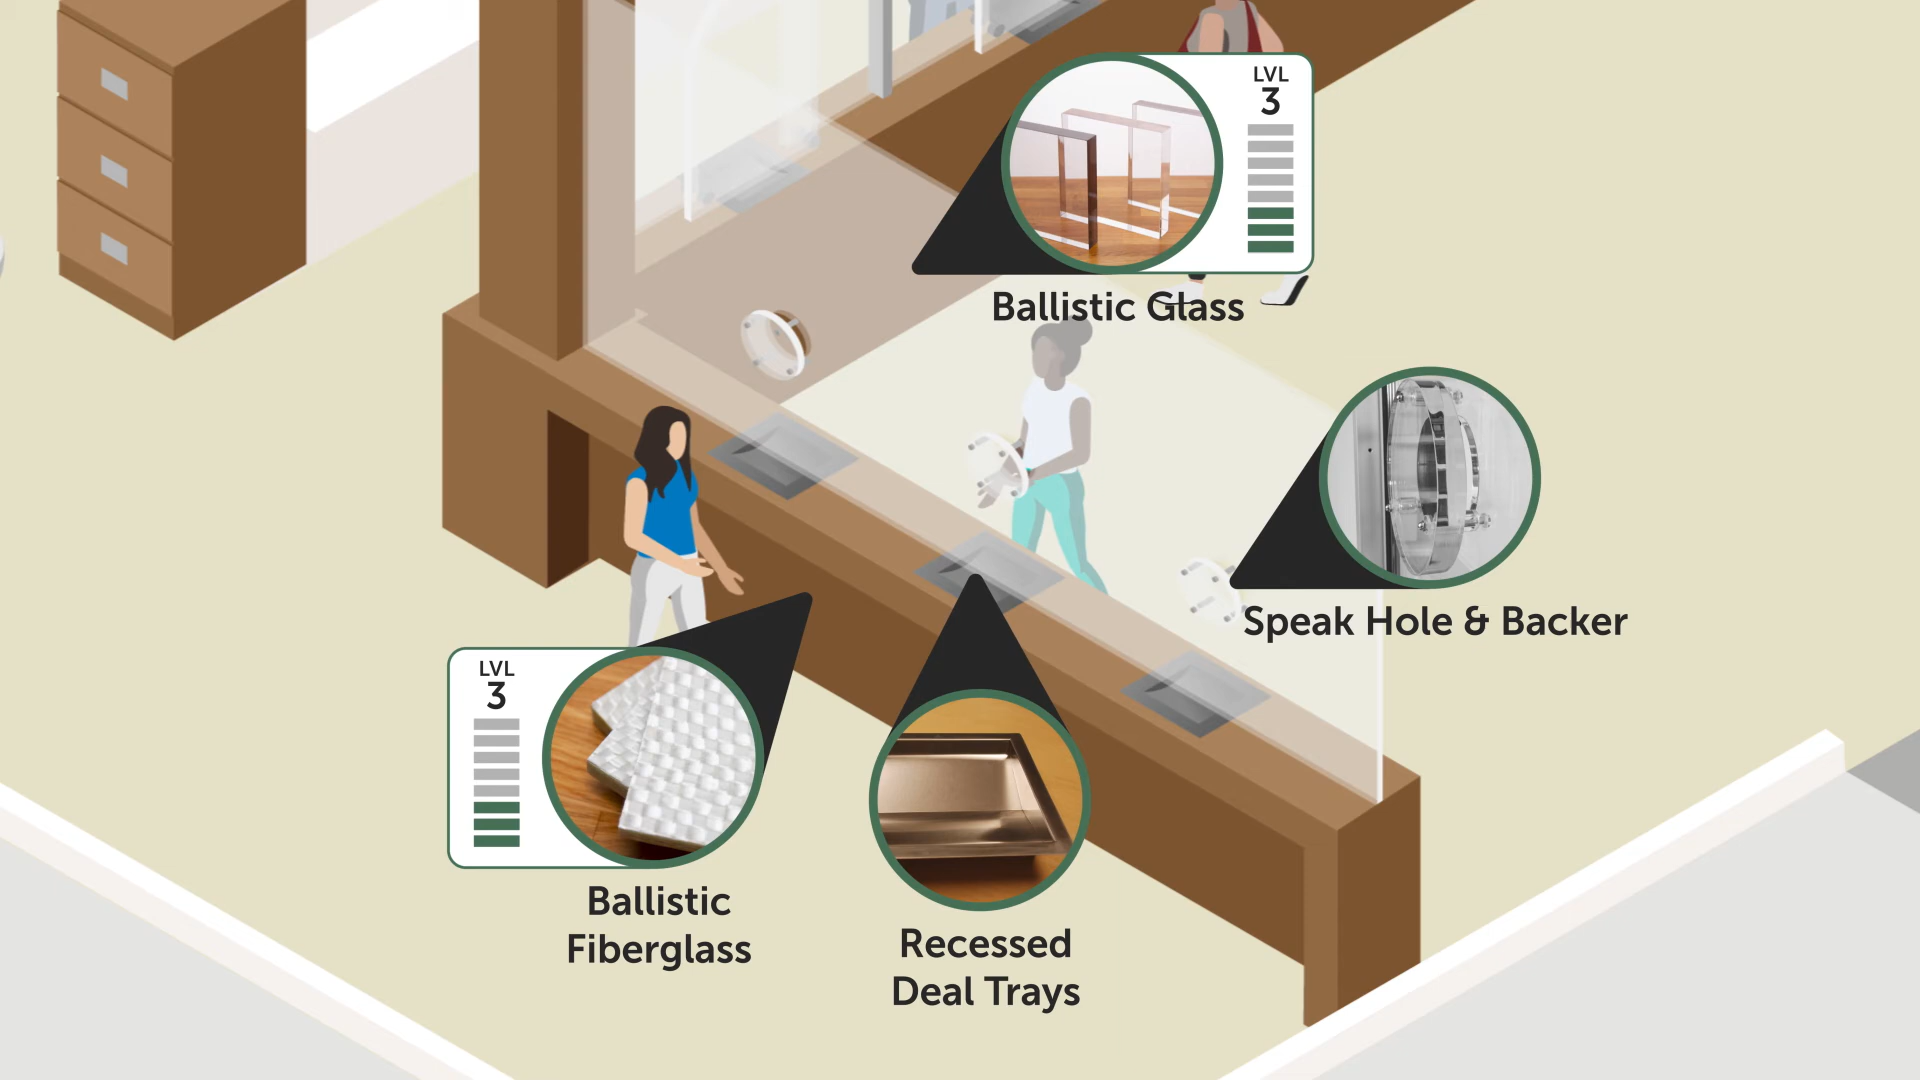 LVL
3
Ballistic Glass
Speak Hole & Backer
LVL
3
Ballistic
Fiberglass
Recessed
Deal Trays